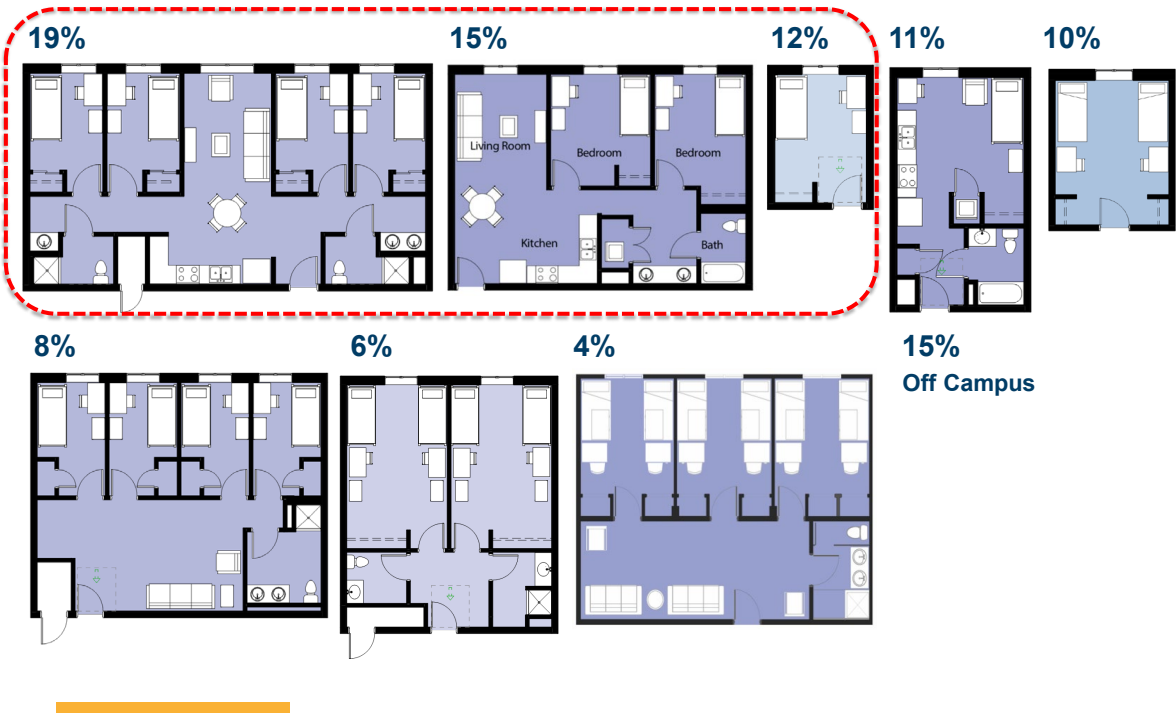 19%
15%
12%
11%
10%
Living Room
Bedroom
Bedroom
Kitchen
Bath
8%
6%
4%
15%
Off Campus